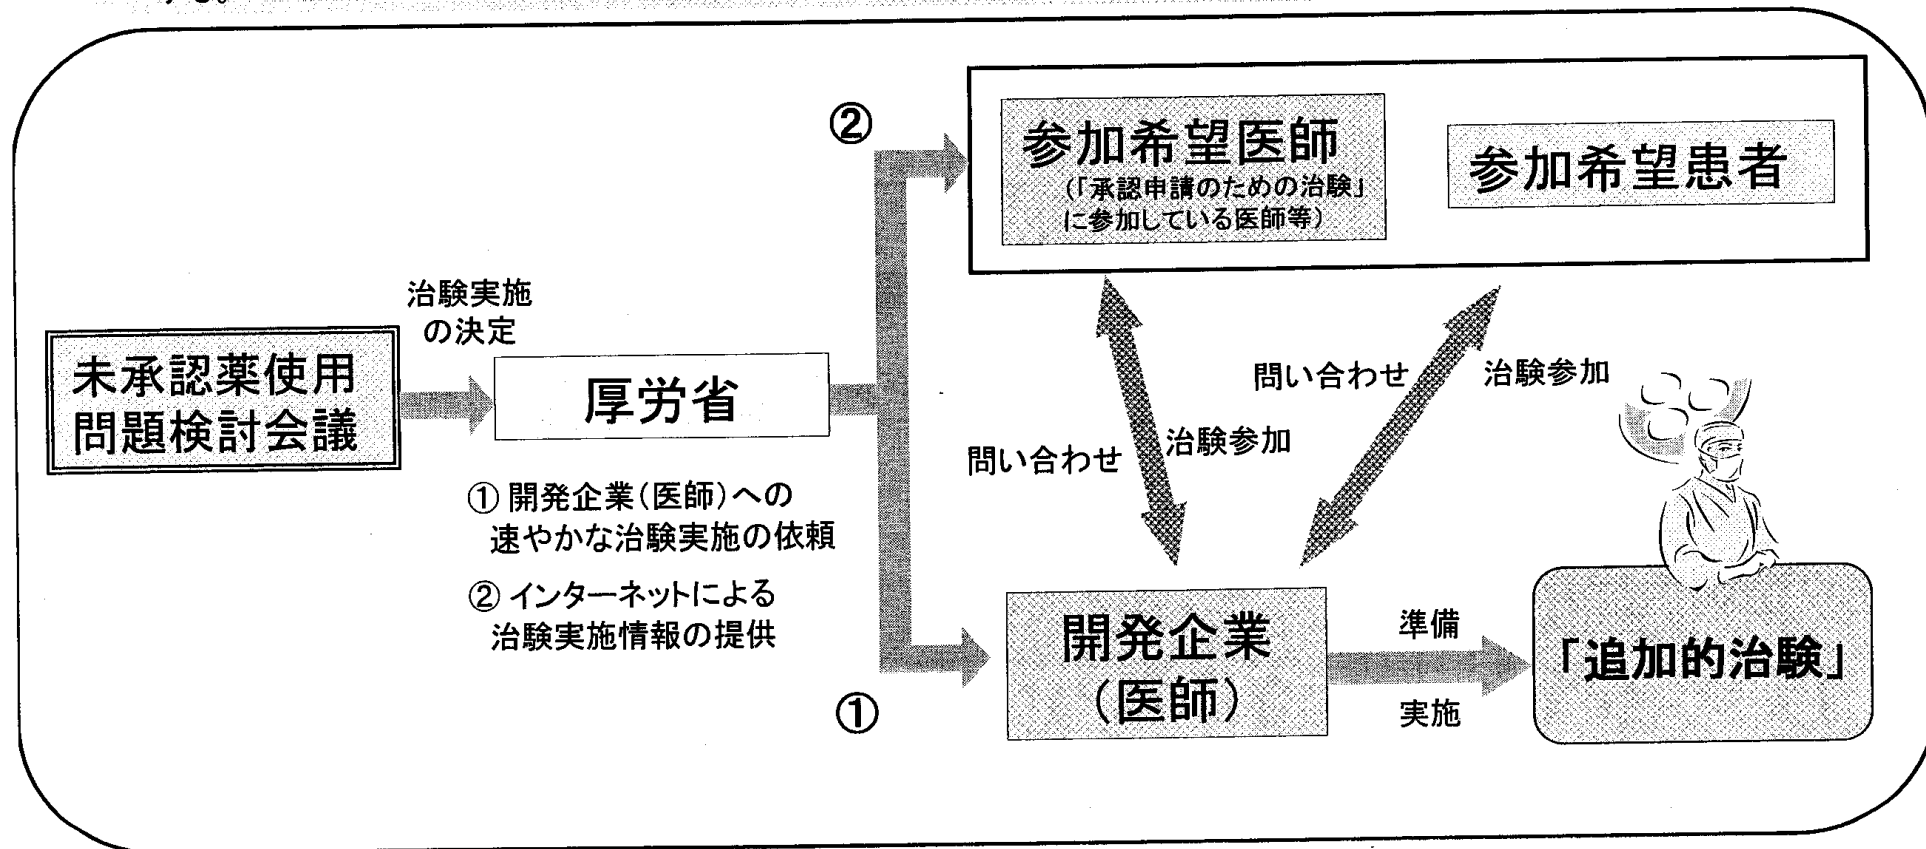 する。
②
参加希望医師
(「承認申請のための治験」
に参加している医師等)
参加希望患者
治験実施
の決定
未承認薬使用
問題検討会議
厚労省
① 開発企業(医師)への
速やかな治験実施の依頼
② インターネットによる
治験実施情報の提供
問い合わせ
治験参加
問い合わせ
治験参加
①
開発企業
(医師)
準備
実施
「追加的治験」